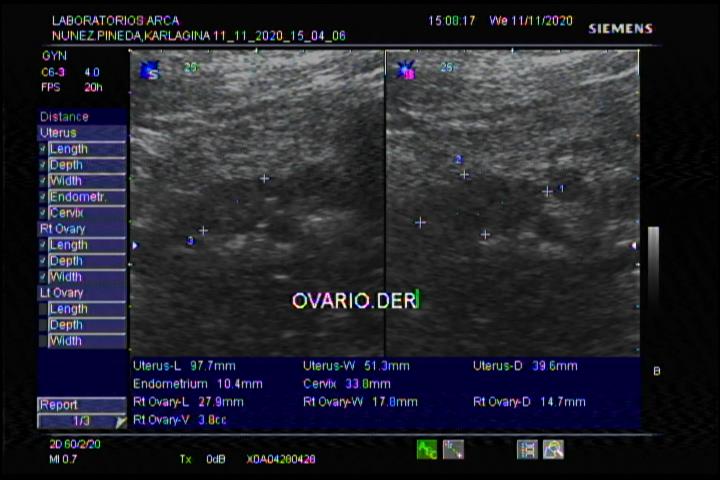 LABORATORIOS ARCA
15:08:17 We 11/11/2020
SIEMENS
NUNEZ PINEDA,KARLAGINA 11_11_2020_15_04_06
GYN
C6-3 4.0
FPS 20h
Distance
Uterus
Length
Depth
Width
Endometr.
Cervix
Rt Ovary
Length
Depth
Width
Lt Ovary
Length
Depth
Width
Report
1/3
S
2
1
3
OVARIO.DER
Uterus-L 97.7mm Uterus-W 51.3mm Uterus-D 39.6mm
Endometrium 10.4mm Cervix 33.8mm
Rt Ovary-L 27.9mm Rt Ovary-W 17.8mm Rt Ovary-D 14.7mm
Rt Ovary-V 3.8cc
B
2D 60/2/20
MI 0.7 Tx 0dB XDA04280428